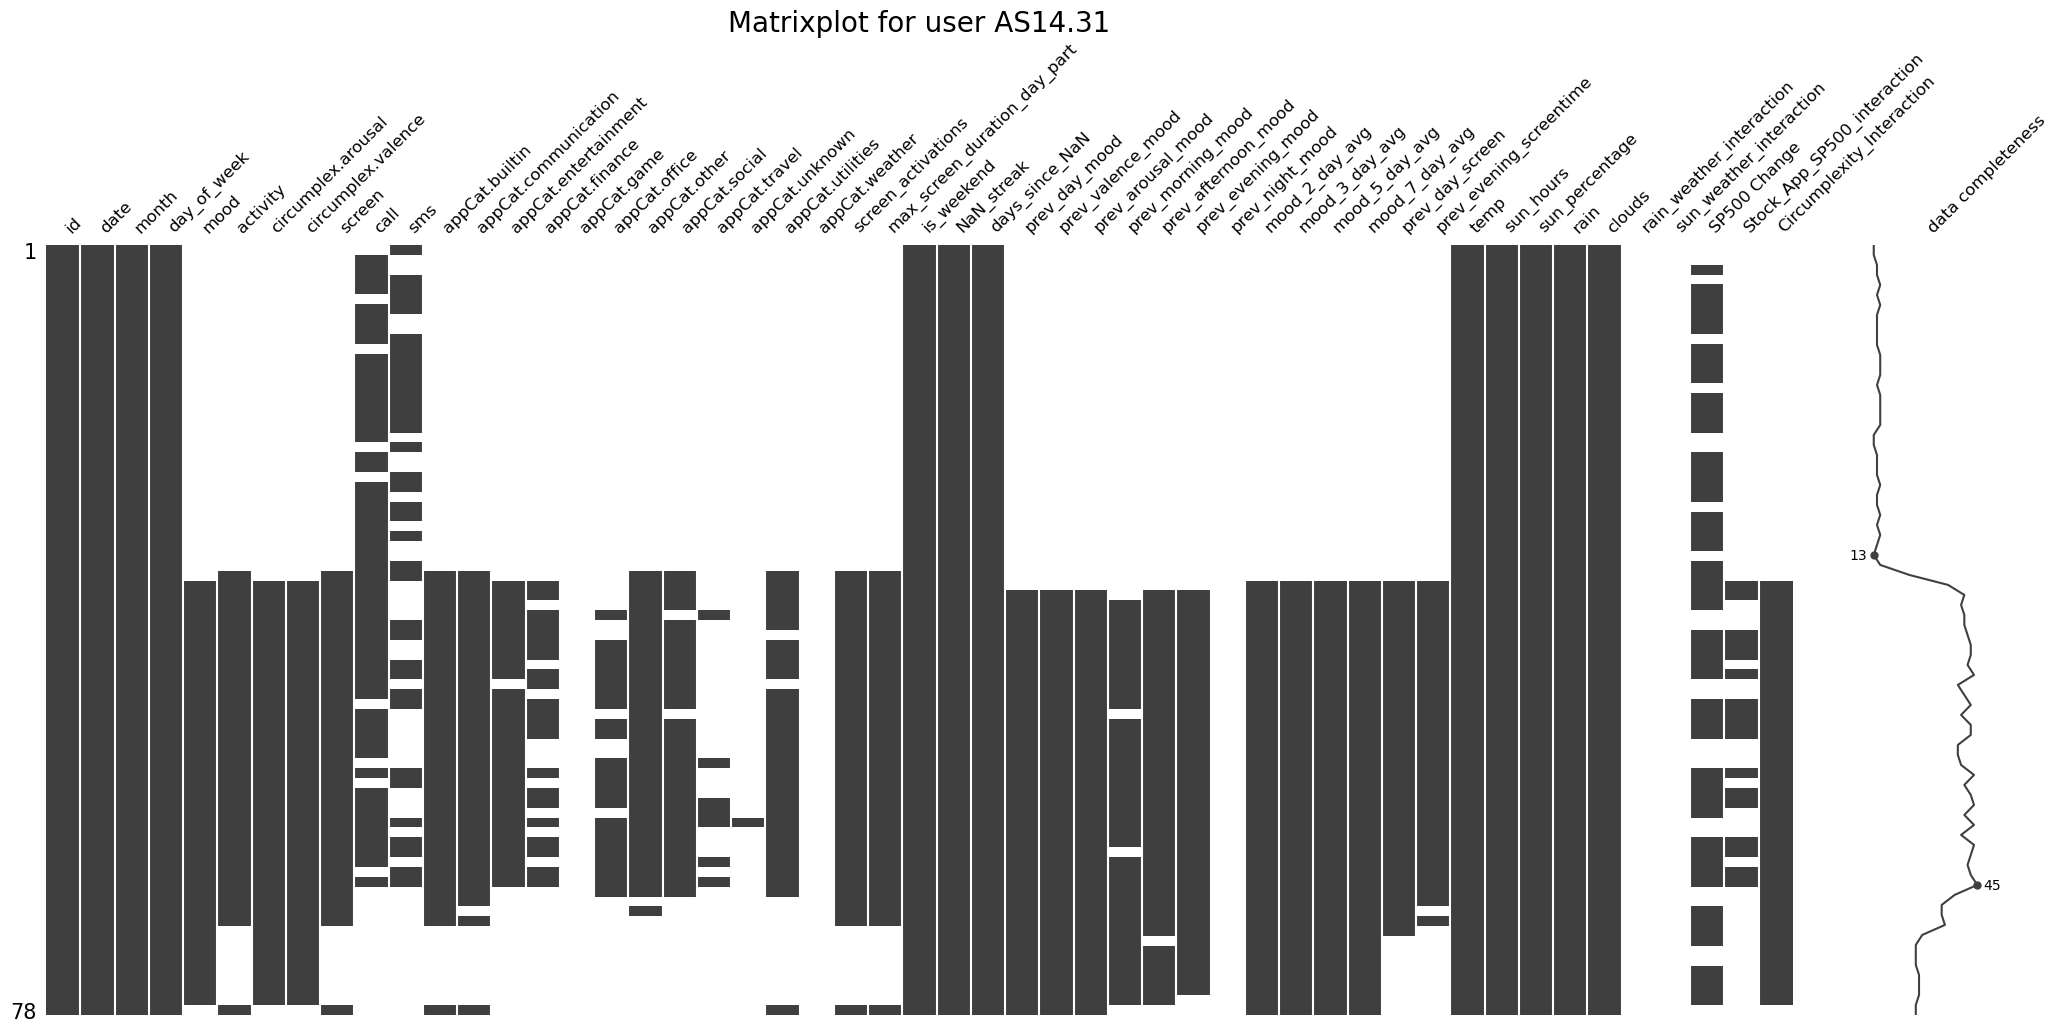 Matrixplot for user AS14.31
id
date
month
day_of_week
mood
activity
circumplex.arousal
circumplex.valence
screen
call
sms
appCat.builtin
appCat.communication
appCat.entertainment
appCat.finance
appCat.game
appCat.office
appCat.other
appCat.social
appCat.travel
appCat.unknown
appCat.utilities
appCat.weather
screen_activations
max_screen_duration_day_part
is_weekend
NaN_streak
days_since_NaN
prev_day_mood
prev_valence_mood
prev_arousal_mood
prev_morning_mood
prev_afternoon_mood
prev_evening_mood
prev_night_mood
mood_2_day_avg
mood_3_day_avg
mood_5_day_avg
mood_7_day_avg
prev_day_screen
prev_evening_screentime
temp
sun_hours
sun_percentage
rain
clouds
rain_weather_interaction
sun_weather_interaction
SP500 Change
Stock_App_SP500_interaction
Circumplexity_Interaction
data completeness
1
13
45
78